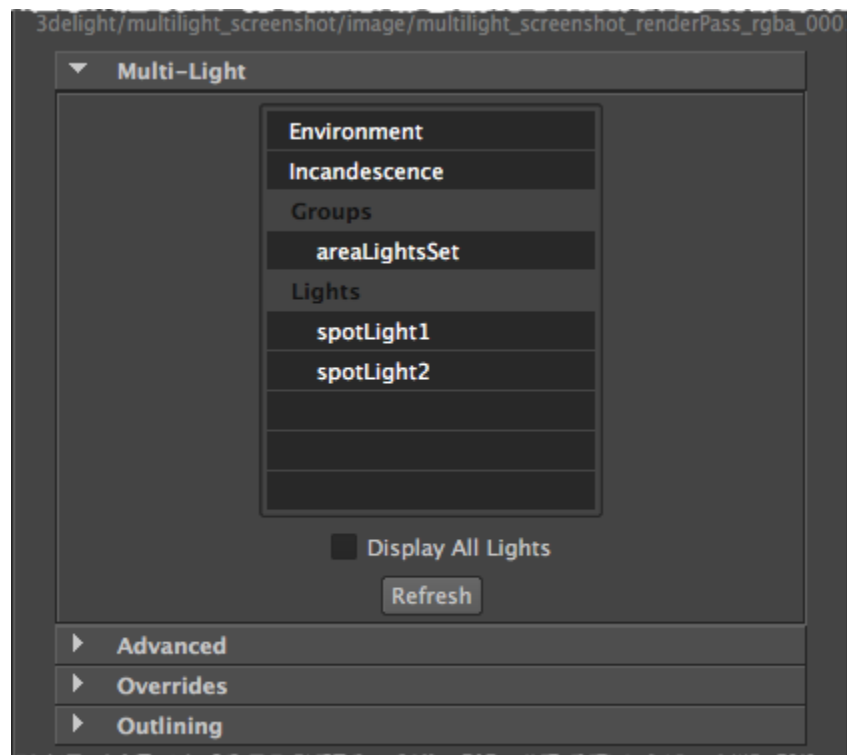 3delight/multilight_screenshot/image/multilight_screenshot_renderPass_rgba_000
Multi-Light
Environment
Incandescence
Groups
areaLightsSet
Lights
spotLight1
spotLight2
Display All Lights
Refresh
Advanced
Overrides
Outlining